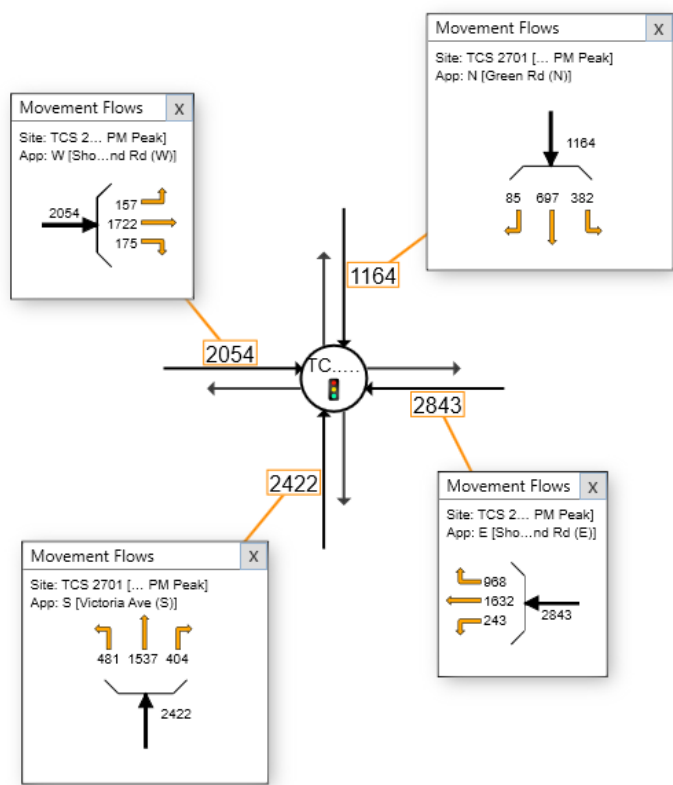 Movement Flows X
Site: TCS 2701 [... PM Peak]
App: N [Green Rd (N)]
1164
85 697 382
Movement Flows X
Site: TCS 2... PM Peak]
App: W [Sho...nd Rd (W)]
2054
157
1722
175
1164
2054
TC.....
2843
2422
Movement Flows X
Site: TCS 2... PM Peak]
App: E [Sho...nd Rd (E)]
968
1632
243
2843
Movement Flows X
Site: TCS 2701 [... PM Peak]
App: S [Victoria Ave (S)]
481 1537 404
2422